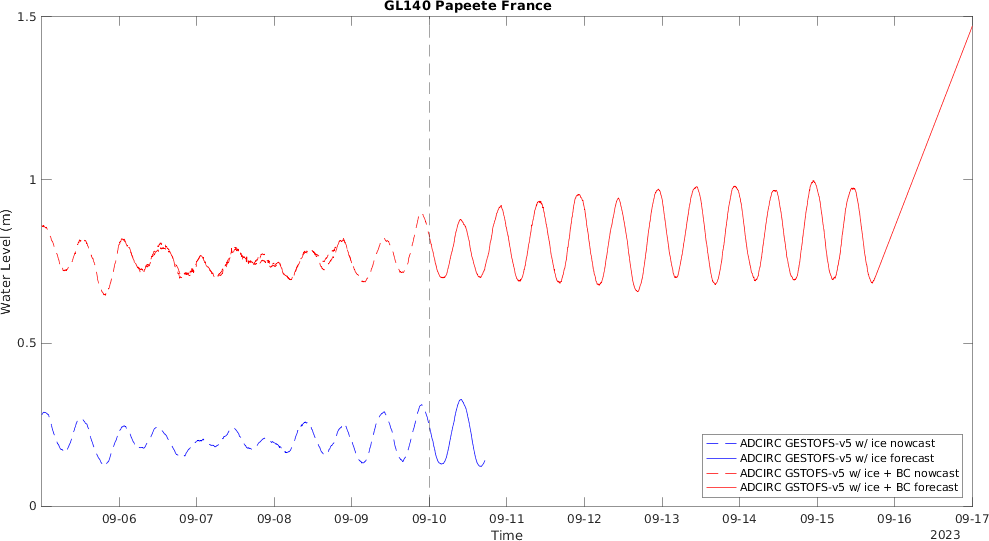 GL140 Papeete France
Water Level (m)
1.5
1
0.5
0
09-06 09-07 09-08 09-09 09-10 09-11 09-12 09-13 09-14 09-15 09-16 09-17
Time
2023
ADCIRC GESTOFS-v5 w/ ice nowcast
ADCIRC GESTOFS-v5 w/ ice forecast
ADCIRC GSTOFS-v5 w/ ice + BC nowcast
ADCIRC GSTOFS-v5 w/ ice + BC forecast